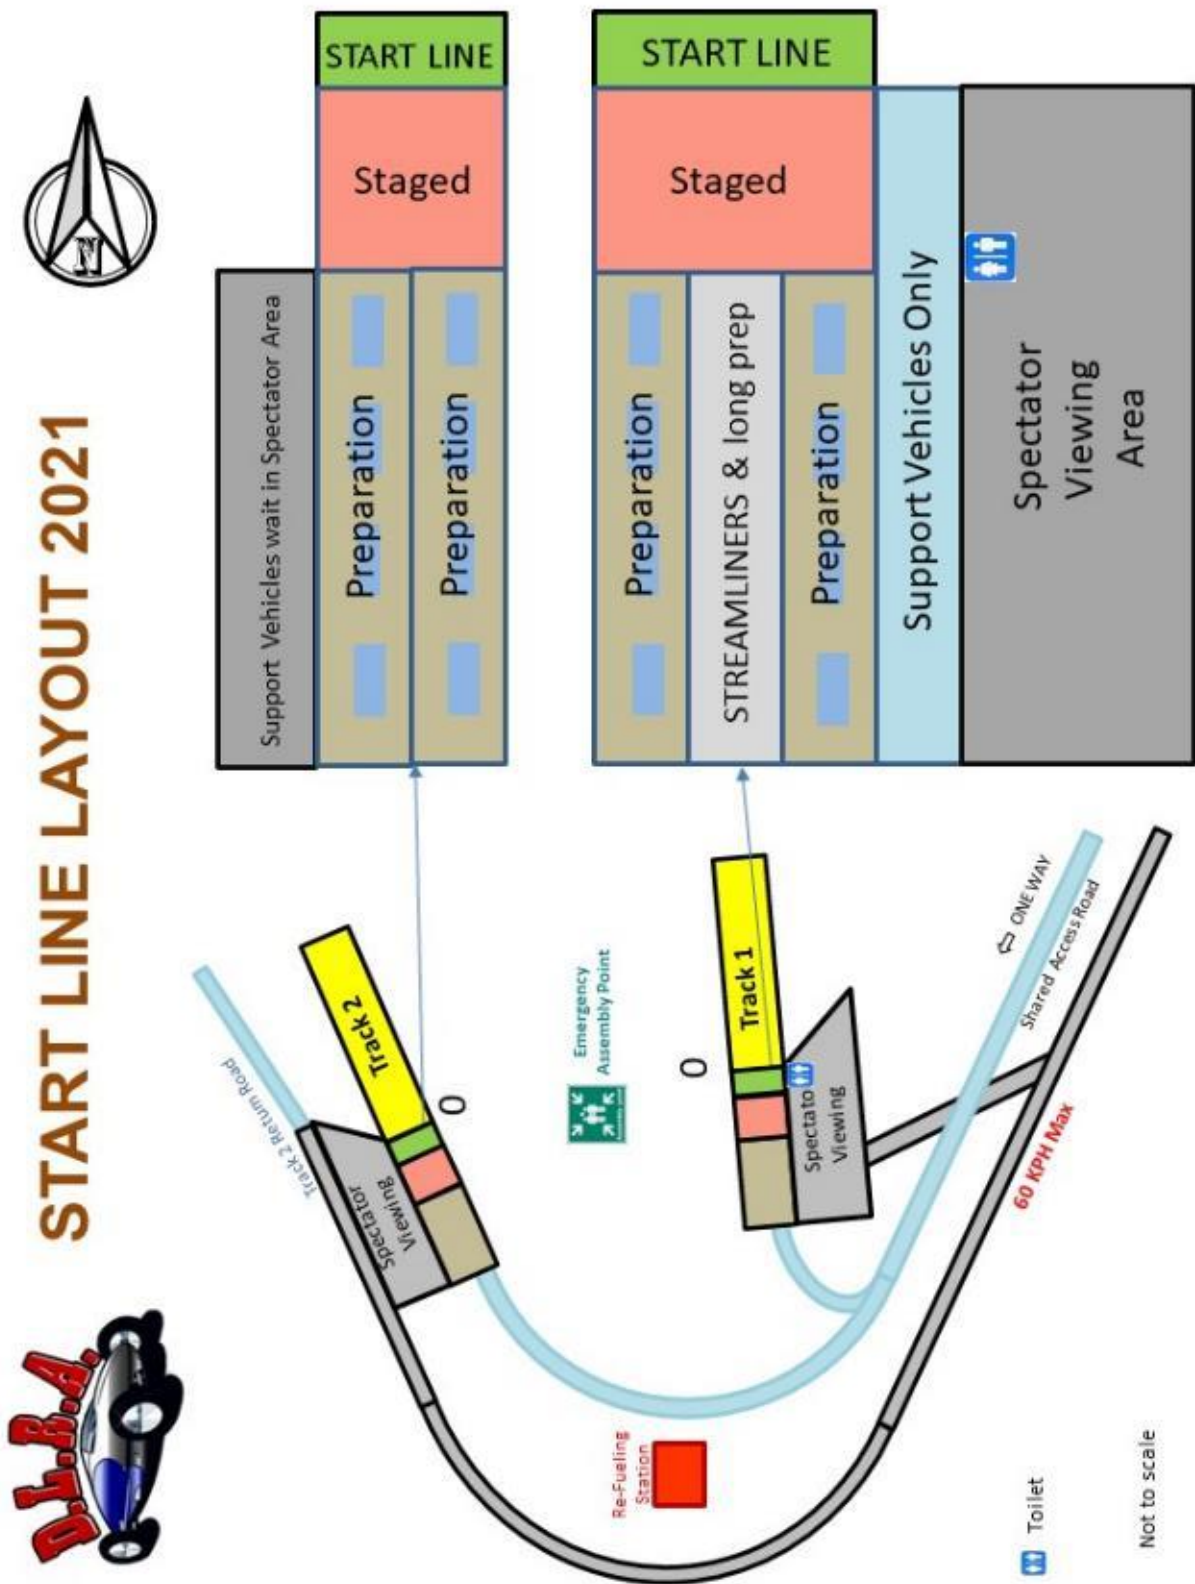 START LINE LAYOUT 2021
D.L.R.A.
N
Support Vehicles wait in Spectator Area
Preparation
Preparation
Staged
START LINE
Preparation
STREAMLINERS & long prep
Preparation
Staged
START LINE
Support Vehicles Only
Spectator
Viewing
Area
Track 2 Return Road
Track 2
Spectator
Viewing
0
Emergency
Assembly Point
Track 1
0
Spectato
Viewing
ONE WAY
Shared Access Road
60 KPH Max
Re-Fueling
Station
Toilet
Not to scale